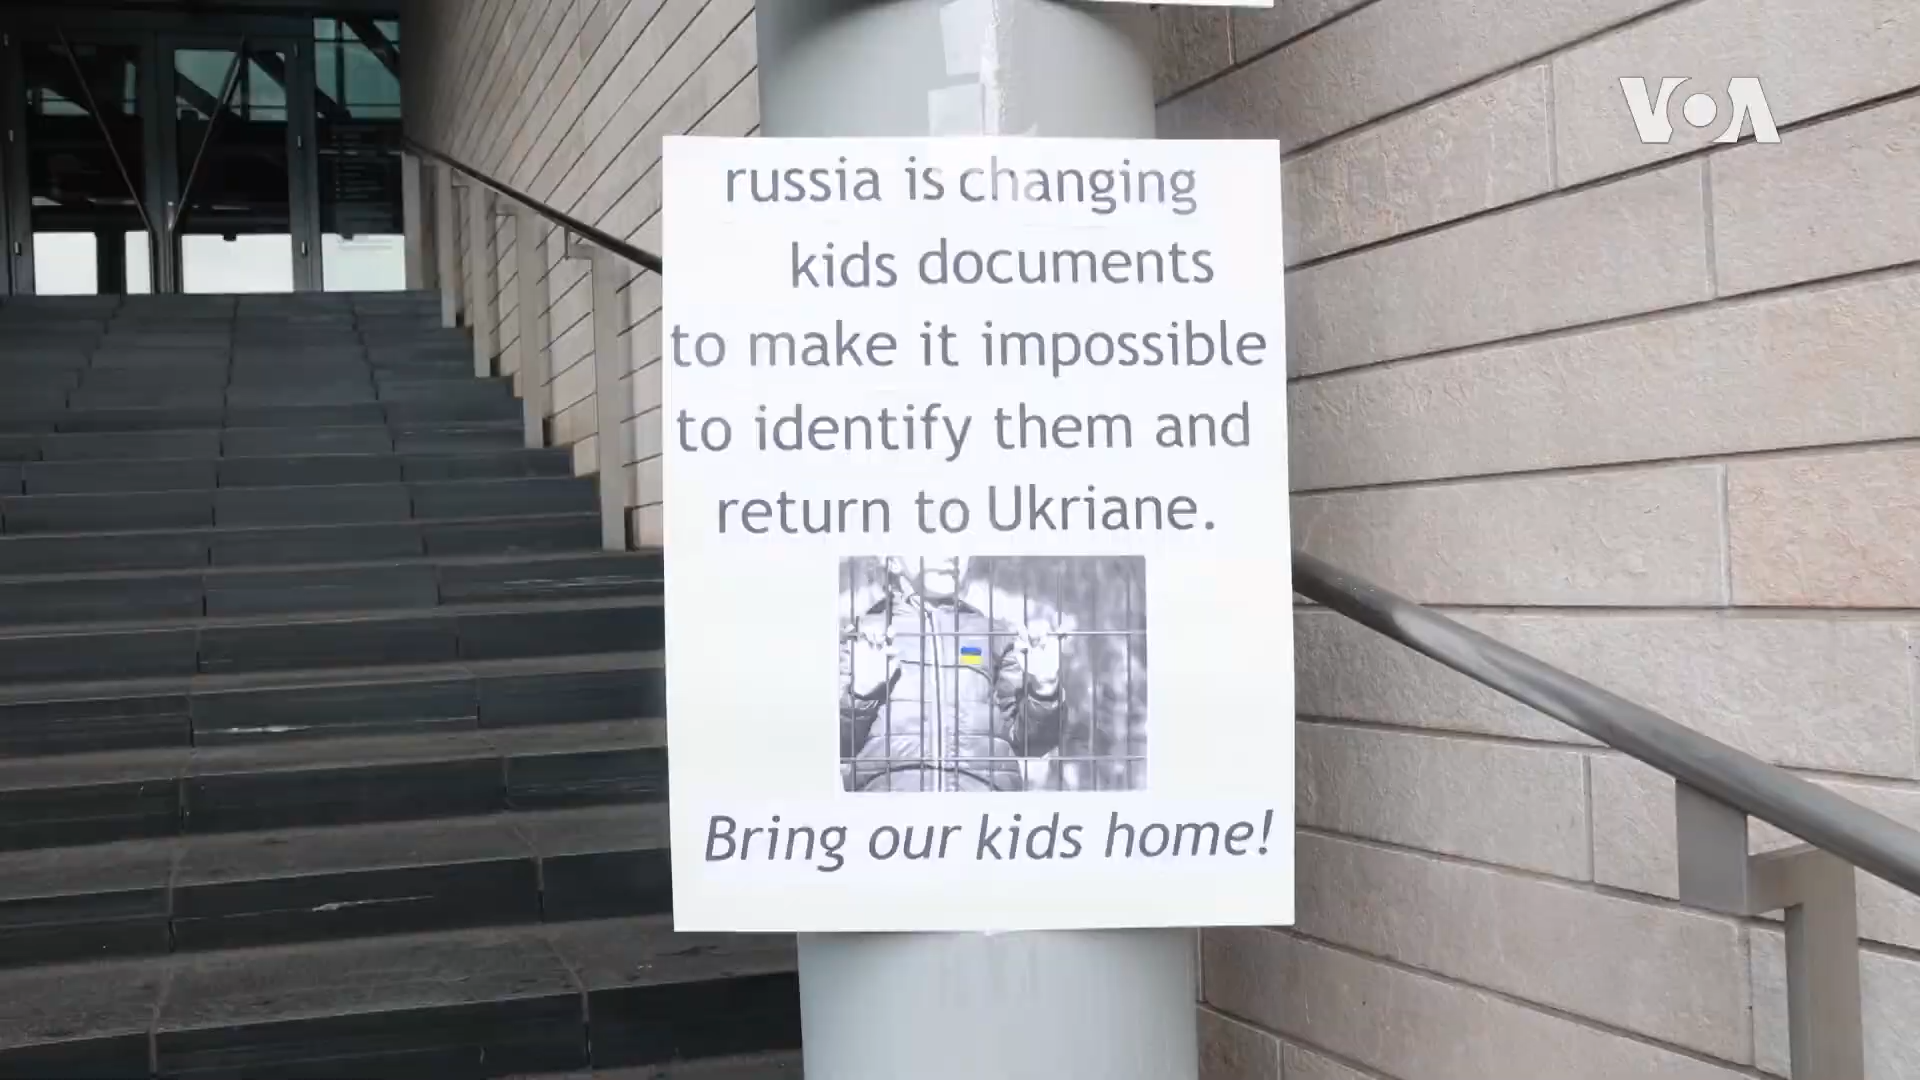 VOA
russia is changing
kids documents
to make it impossible
to identify them and
return to Ukriane.
Bring our kids home!